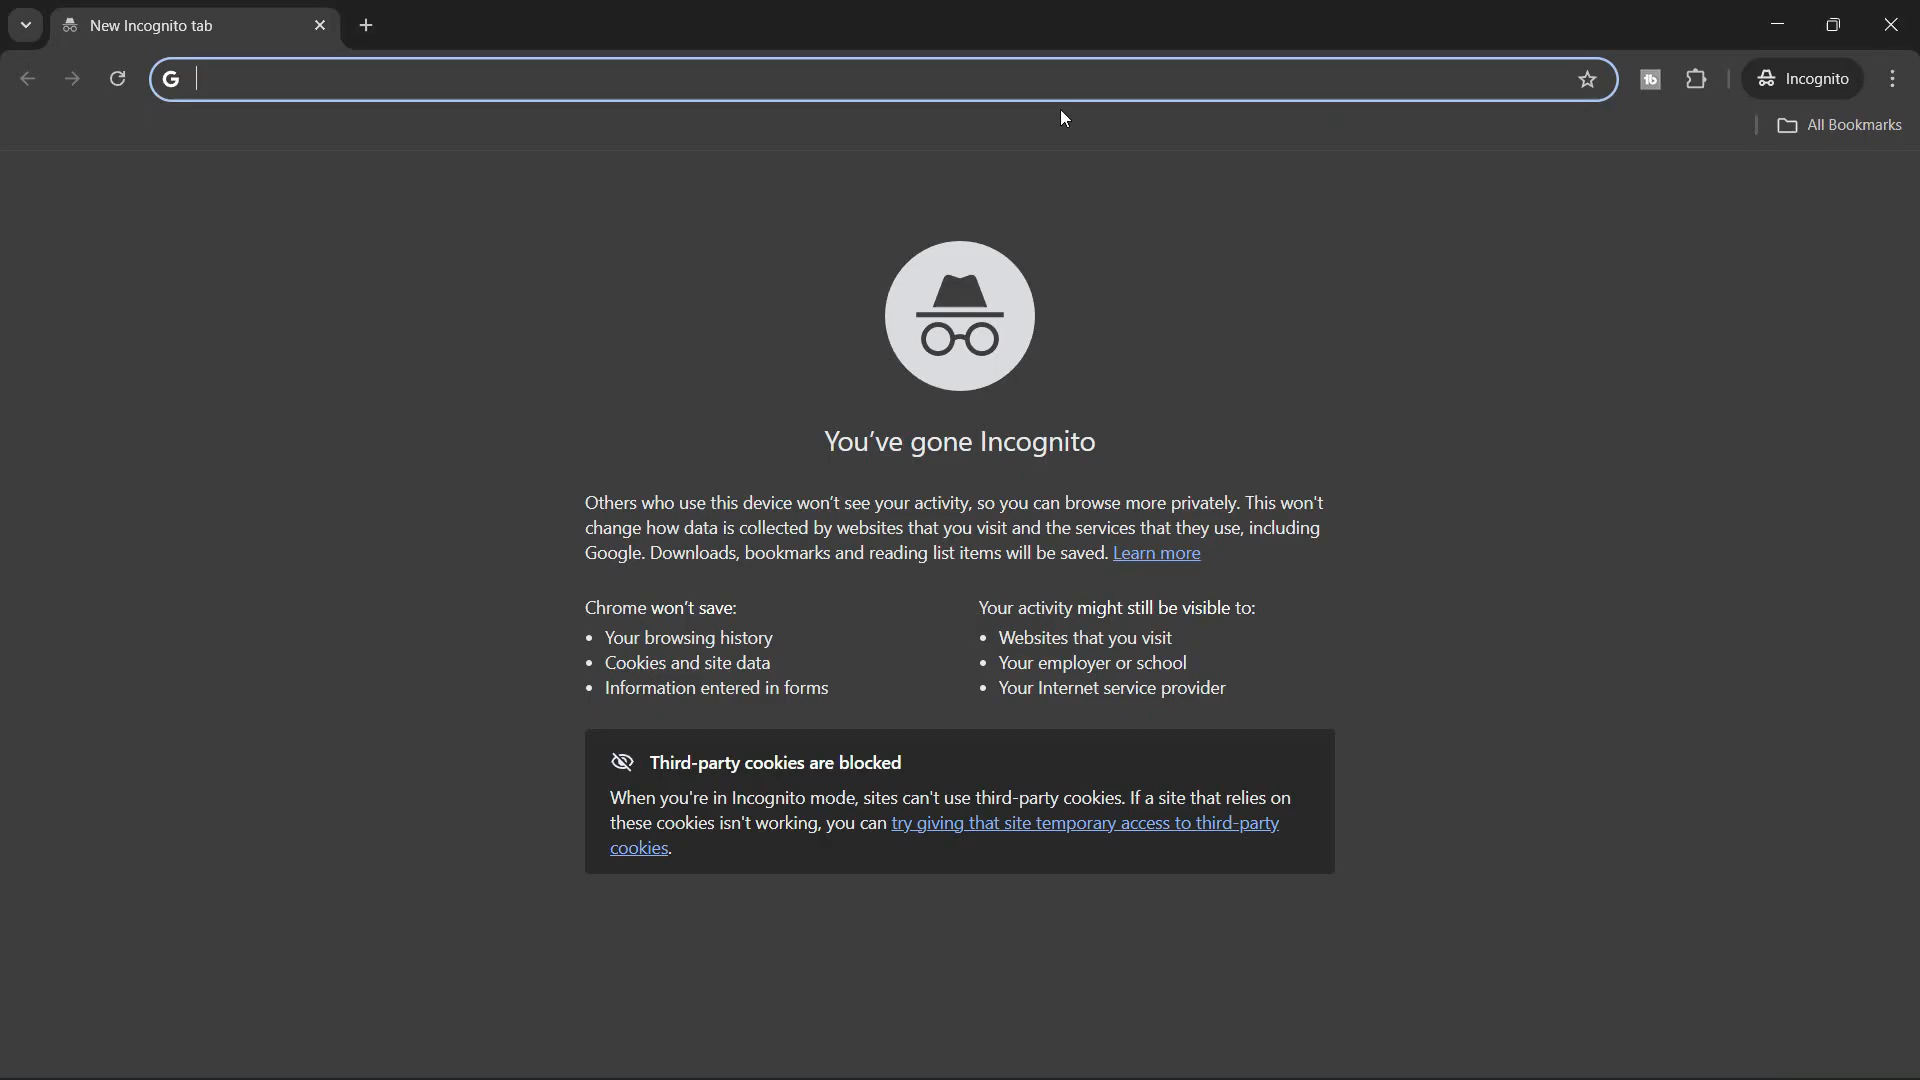 New Incognito tab
Incognito
All Bookmarks
You've gone Incognito
Others who use this device won't see your activity, so you can browse more privately. This won't
change how data is collected by websites that you visit and the services that they use, including
Google. Downloads, bookmarks and reading list items will be saved. Learn more
Chrome won't save:
• Your browsing history
• Cookies and site data
• Information entered in forms
Your activity might still be visible to:
• Websites that you visit
• Your employer or school
• Your Internet service provider
Third-party cookies are blocked
When you're in Incognito mode, sites can't use third-party cookies. If a site that relies on
these cookies isn't working, you can try giving that site temporary access to third-party
cookies.